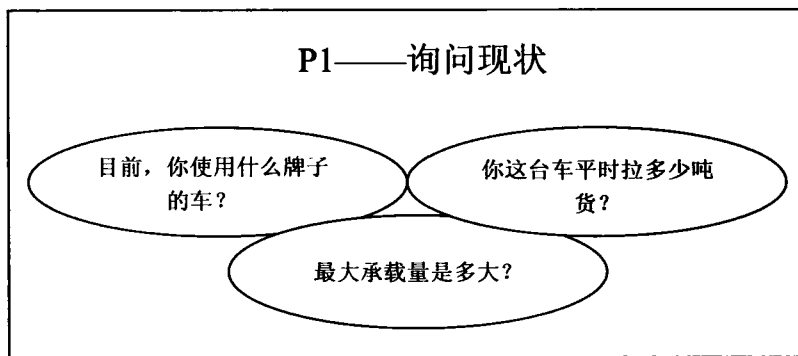 P1——询问现状
目前，你使用什么牌子
的车？
你这台车平时拉多少吨
货？
最大承载量是多大？